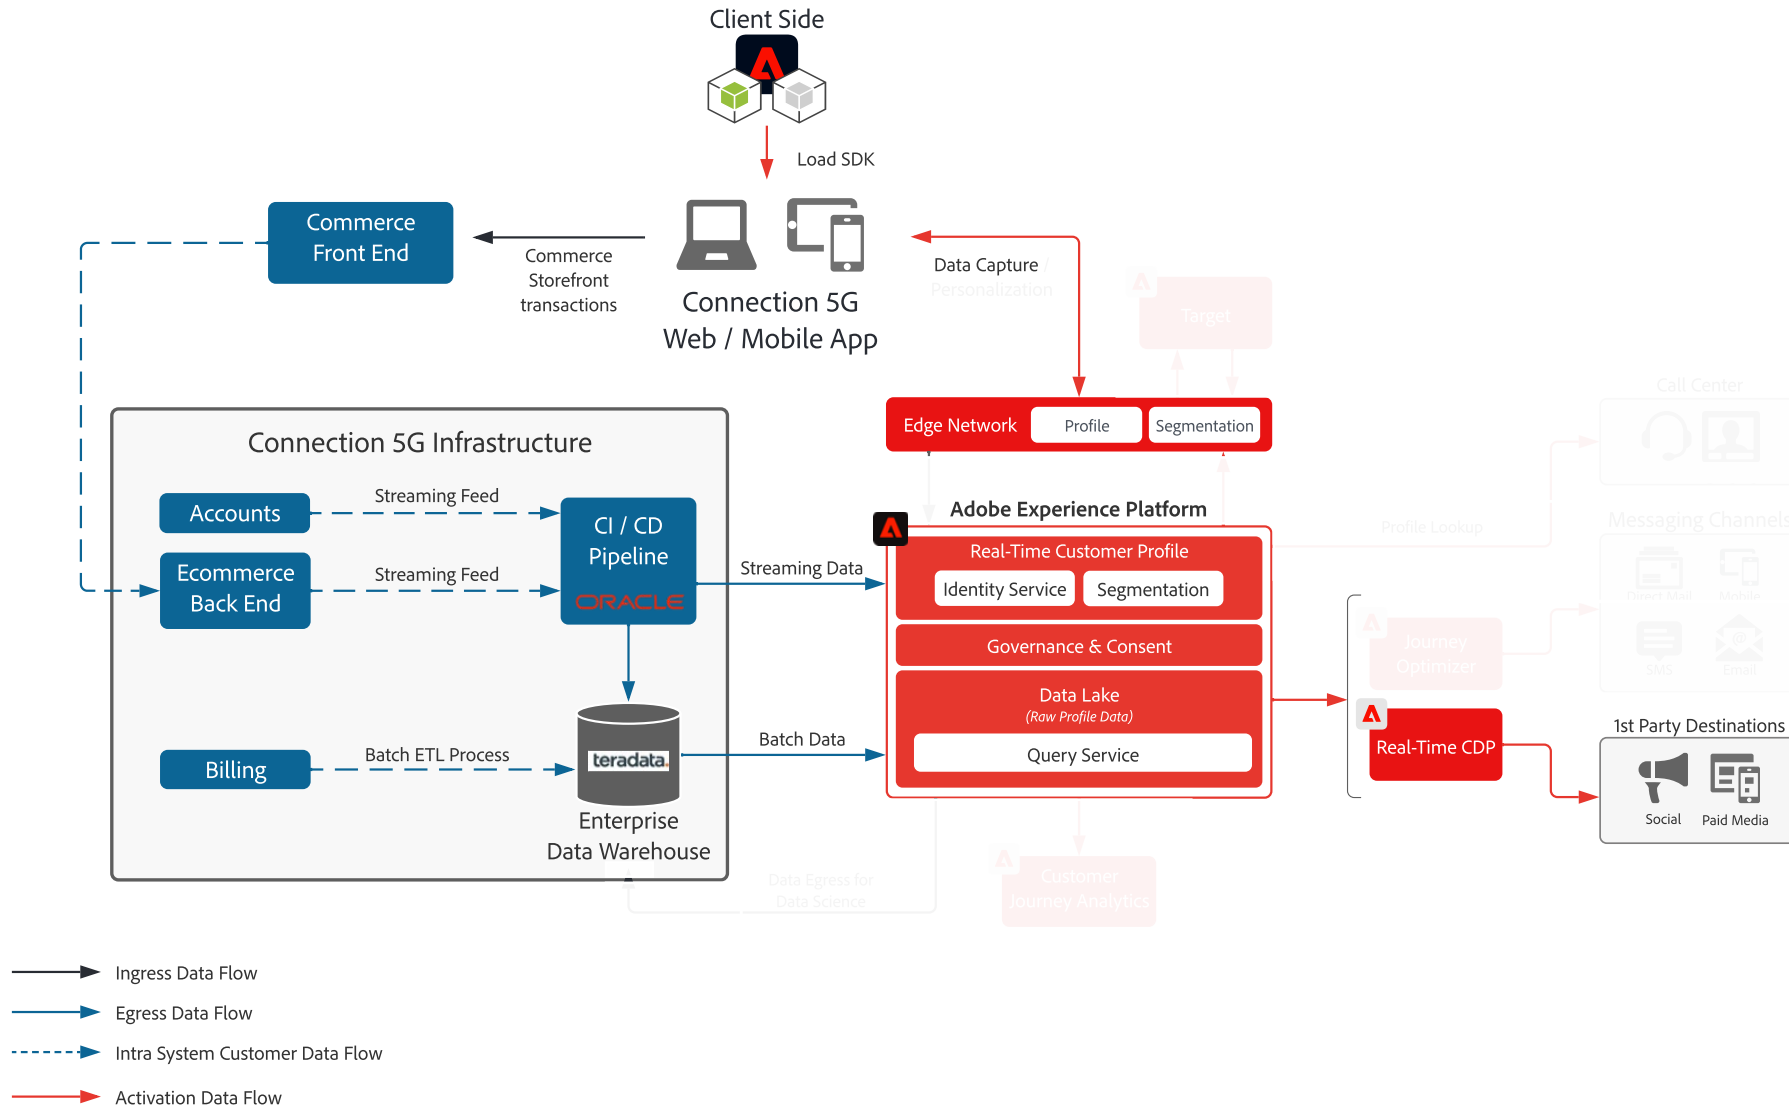 Client Side
Load SDK
Commerce
Front End
Commerce
Storefront
transactions
Connection 5G
Web / Mobile App
Data Capture /
Personalization
Target
Call Center
Edge Network
Profile
Segmentation
Connection 5G Infrastructure
Accounts
Streaming Feed
CI / CD
Pipeline
ORACLE
Ecommerce
Back End
Streaming Feed
Streaming Data
Billing
Batch ETL Process
teradata.
Enterprise
Data Warehouse
Batch Data
Adobe Experience Platform
Real-Time Customer Profile
Identity Service
Segmentation
Governance & Consent
Data Lake
(Raw Profile Data)
Query Service
Profile Lookup
Messaging Channels
Direct Mail
Mobile
SMS
Email
Journey
Optimizer
Real-Time CDP
1st Party Destinations
Social
Paid Media
Data Egress for
Data Science
Customer
Journey Analytics
Ingress Data Flow
Egress Data Flow
Intra System Customer Data Flow
Activation Data Flow